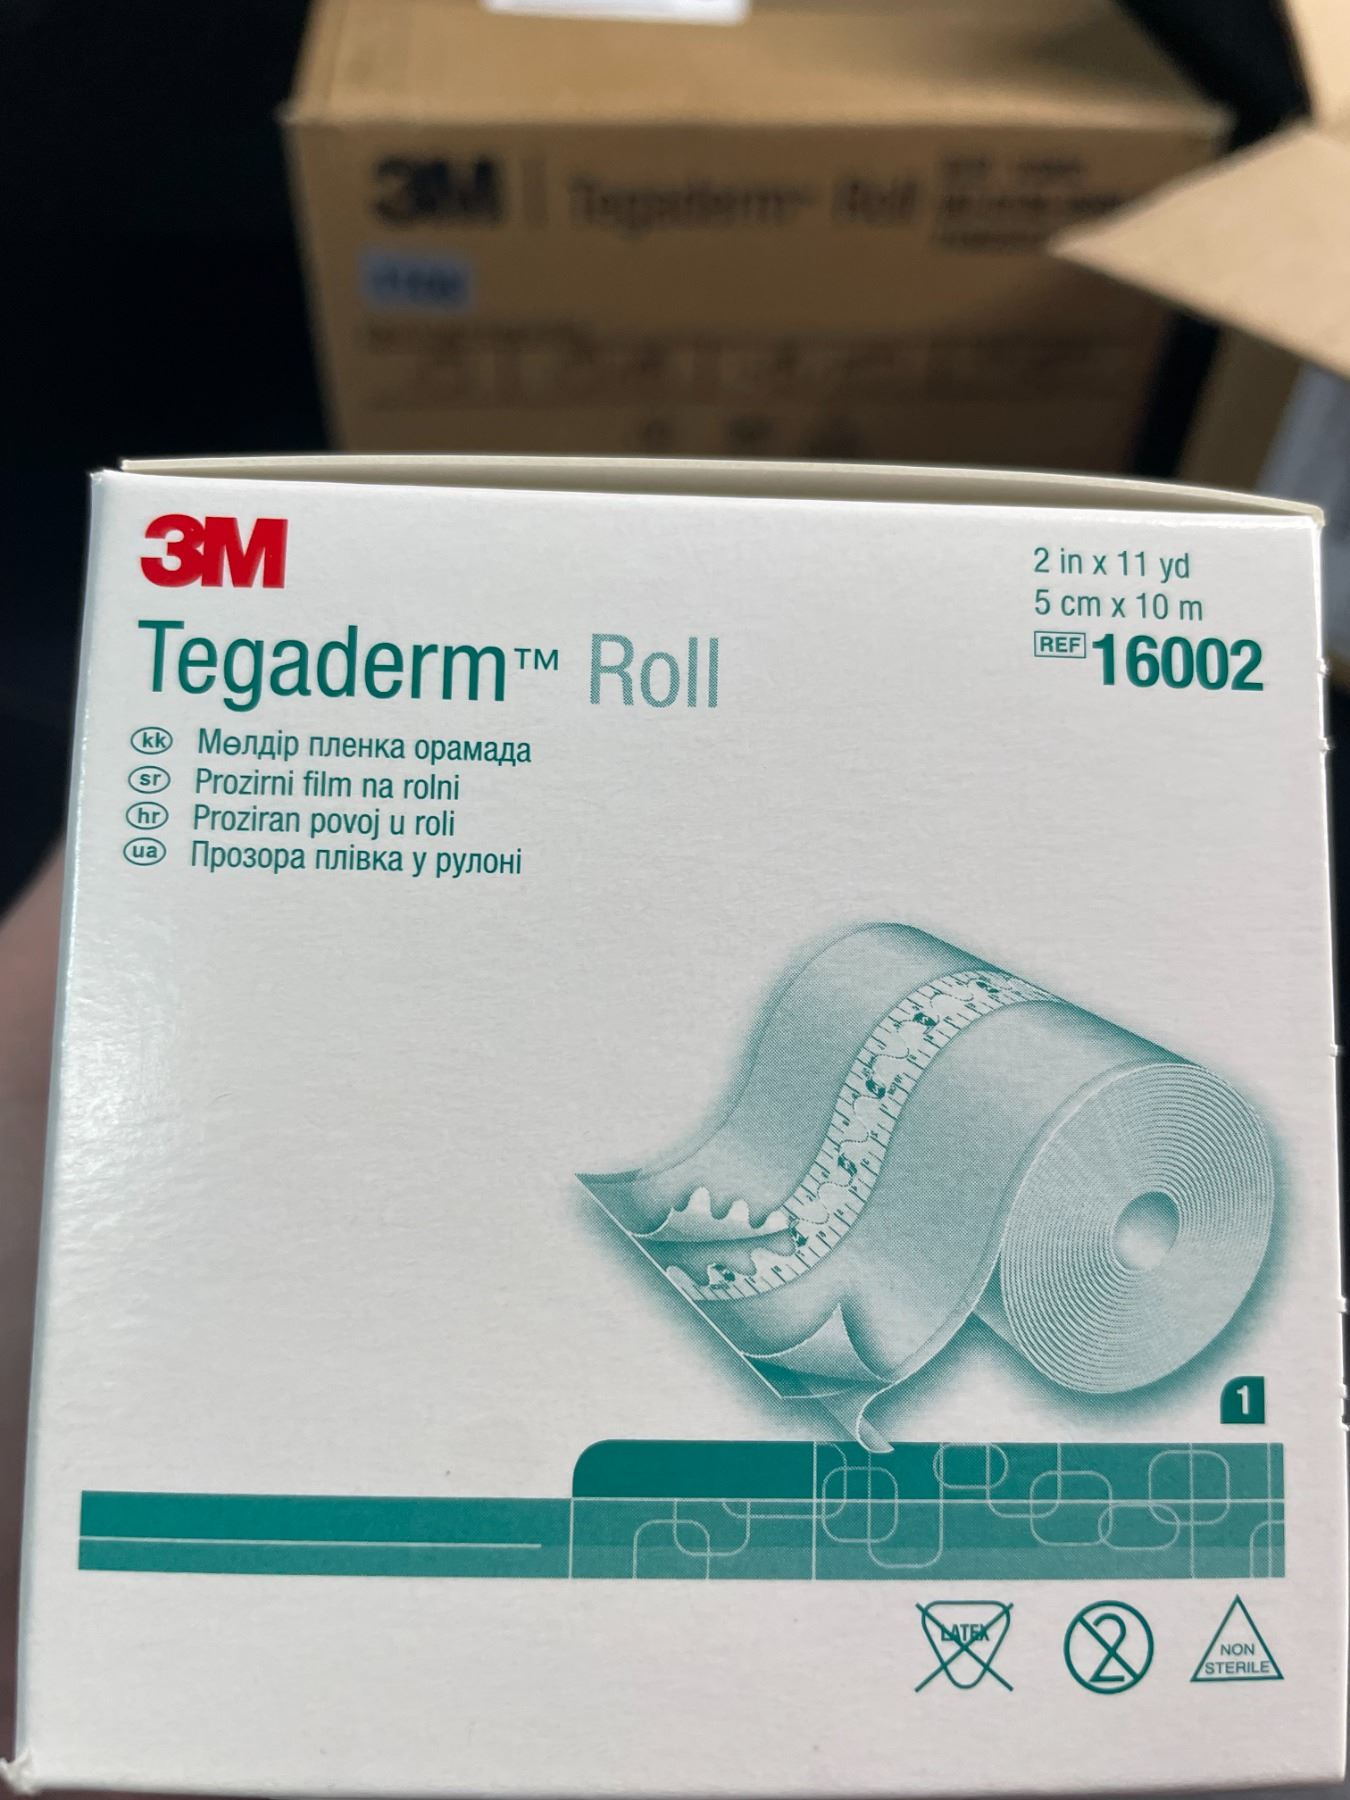 3M Tegaderm™ Roll
3M
Tegaderm™ Roll
2 in x 11 yd
5 cm x 10 m
REF 16002
kk Мөлдір пленка орамада
sr Prozirni film na rolni
hr Proziran povoj u roli
ua Прозора плівка у рулоні
1
LATEX
2
NON
STERILE